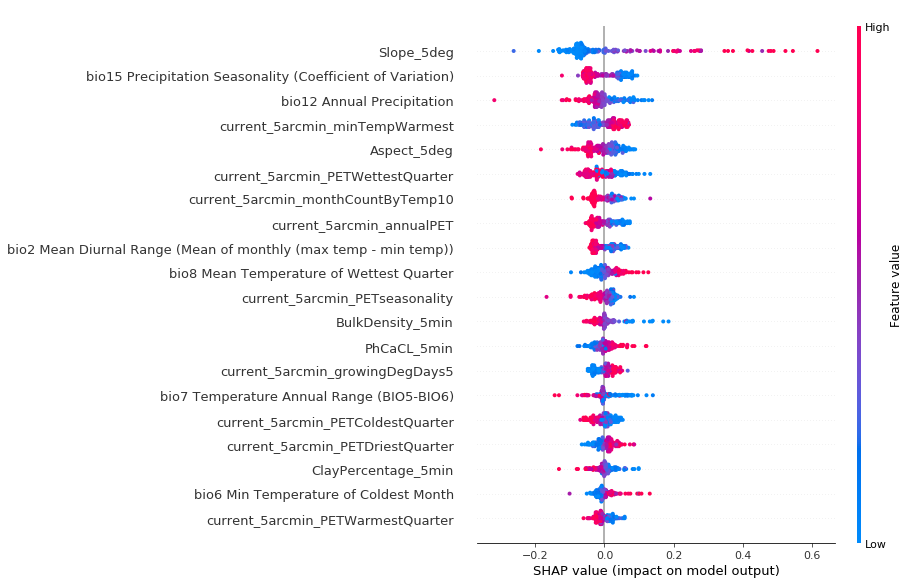 High
Slope_5deg
bio15 Precipitation Seasonality (Coefficient of Variation)
bio12 Annual Precipitation
current_5arcmin_minTempWarmest
Aspect_5deg
current_5arcmin_PETWettestQuarter
current_5arcmin_monthCountByTemp10
current_5arcmin_annualPET
bio2 Mean Diurnal Range (Mean of monthly (max temp - min temp))
bio8 Mean Temperature of Wettest Quarter
current_5arcmin_PETseasonality
BulkDensity_5min
PhCaCL_5min
current_5arcmin_growingDegDays5
bio7 Temperature Annual Range (BIO5-BIO6)
current_5arcmin_PETColdestQuarter
current_5arcmin_PETDriestQuarter
ClayPercentage_5min
bio6 Min Temperature of Coldest Month
current_5arcmin_PETWarmestQuarter
Feature value
Low
−0.2 0.0 0.2 0.4 0.6
SHAP value (impact on model output)